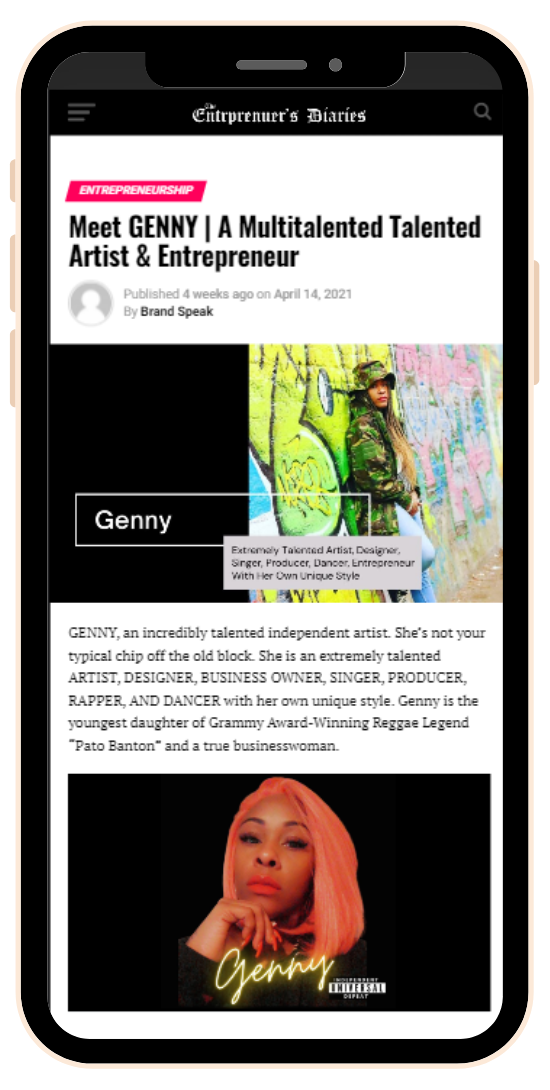 The
Entrprenuer's Diaries
ENTREPRENEURSHIP
Meet GENNY | A Multitalented Talented
Artist & Entrepreneur
Published 4 weeks ago on April 14, 2021
By Brand Speak
Genny
Extremely Talented Artist, Designer,
Singer, Producer, Dancer, Entrepreneur
With Her Own Unique Style
GENNY, an incredibly talented independent artist. She's not your
typical chip off the old block. She is an extremely talented
ARTIST, DESIGNER, BUSINESS OWNER, SINGER, PRODUCER,
RAPPER, AND DANCER with her own unique style. Genny is the
youngest daughter of Grammy Award-Winning Reggae Legend
"Pato Banton" and a true businesswoman.
Genny
INDEPENDENT
UNIVERSAL
DEFEAT